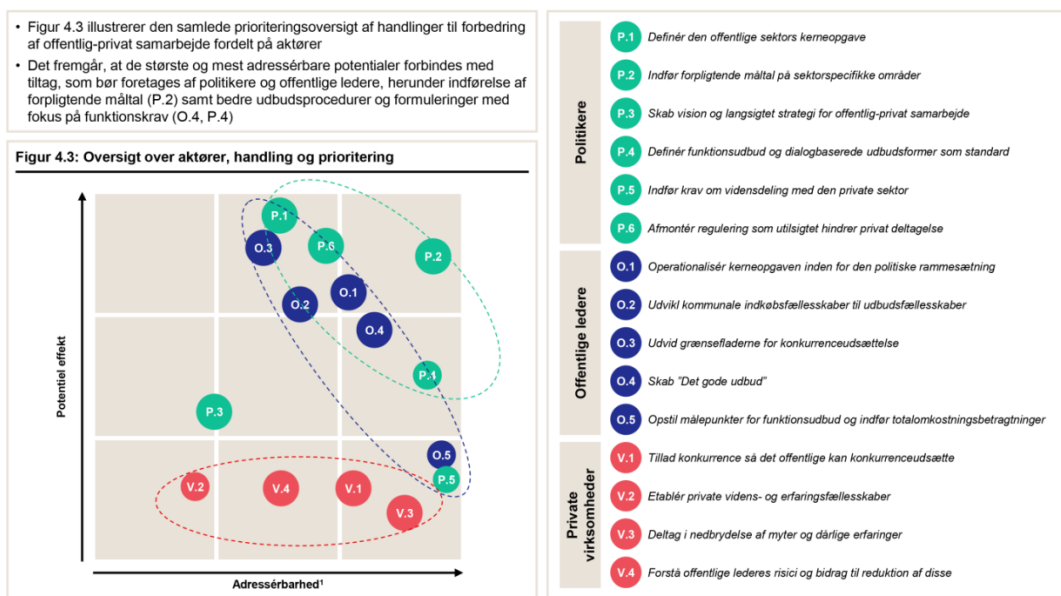 • Figur 4.3 illustrerer den samlede prioriteringsoversigt af handlinger til forbedring
af offentlig-privat samarbejde fordelt på aktører
• Det fremgår, at de største og mest adressérbare potentialer forbindes med
tiltag, som bør foretages af politikere og offentlige ledere, herunder indførelse af
forpligtende måltal (P.2) samt bedre udbudsprocedurer og formuleringer med
fokus på funktionskrav (O.4, P.4)
Figur 4.3: Oversigt over aktører, handling og prioritering
Potentiel effekt
P.1
O.3
P.6
P.2
O.2
O.1
O.4
P.4
P.3
O.5
P.5
V.2
V.4
V.1
V.3
Adressérbarhed¹
Politikere
P.1 Definér den offentlige sektors kerneopgave
P.2 Indfør forpligtende måltal på sektorspecifikke områder
P.3 Skab vision og langsigtet strategi for offentlig-privat samarbejde
P.4 Definér funktionsudbud og dialogbaserede udbudsformer som standard
P.5 Indfør krav om vidensdeling med den private sektor
P.6 Afmontér regulering som utilsigtet hindrer privat deltagelse
Offentlige ledere
O.1 Operationalisér kerneopgaven inden for den politiske rammesætning
O.2 Udvikl kommunale indkøbsfællesskaber til udbudsfællesskaber
O.3 Udvid grænsefladerne for konkurrenceudsættelse
O.4 Skab "Det gode udbud"
O.5 Opstil målepunkter for funktionsudbud og indfør totalomkostningsbetragtninger
Private
virksomheder
V.1 Tillad konkurrence så det offentlige kan konkurrenceudsætte
V.2 Etablér private videns- og erfaringsfællesskaber
V.3 Deltag i nedbrydelse af myter og dårlige erfaringer
V.4 Forstå offentlige lederes risici og bidrag til reduktion af disse